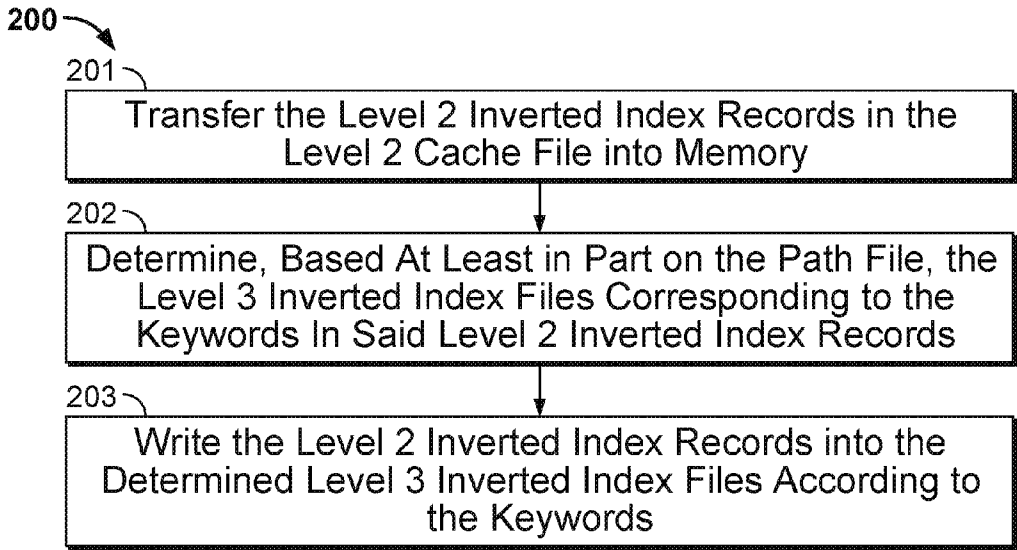 200
201
Transfer the Level 2 Inverted Index Records in the
Level 2 Cache File into Memory
202
Determine, Based At Least in Part on the Path File, the
Level 3 Inverted Index Files Corresponding to the
Keywords In Said Level 2 Inverted Index Records
203
Write the Level 2 Inverted Index Records into the
Determined Level 3 Inverted Index Files According to
the Keywords